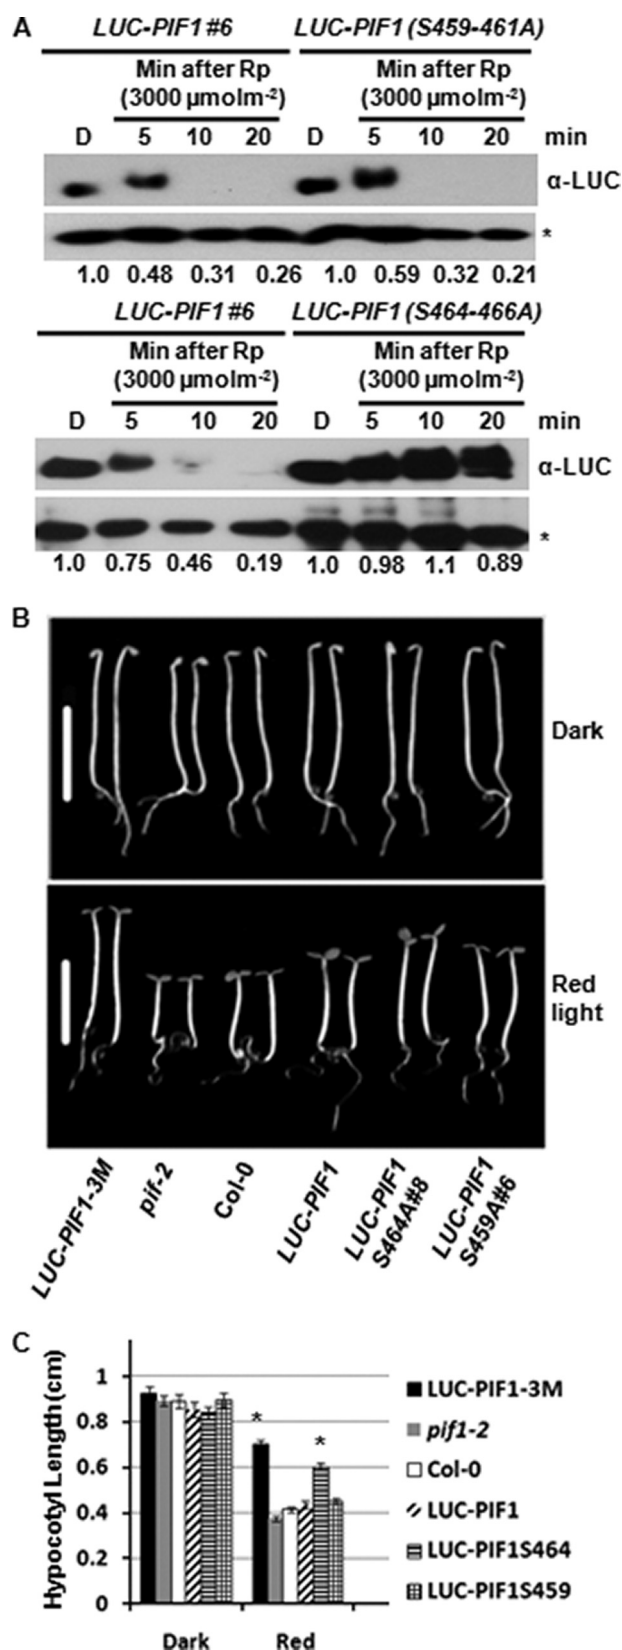 A
LUC-PIF1 #6 LUC-PIF1 (S459-461A)
Min after Rp Min after Rp
(3000 µmolm-2) (3000 µmolm-2)
D 5 10 20 D 5 10 20 min
α-LUC
*
1.0 0.48 0.31 0.26 1.0 0.59 0.32 0.21
LUC-PIF1 #6 LUC-PIF1 (S464-466A)
Min after Rp Min after Rp
(3000 µmolm-2) (3000 µmolm-2)
D 5 10 20 D 5 10 20 min
α-LUC
*
1.0 0.75 0.46 0.19 1.0 0.98 1.1 0.89
B
Dark
Red
light
LUC-PIF1-3M
pif-2
Col-0
LUC-PIF1
LUC-PIF1
S464A#8
LUC-PIF1
S459A#6
C
Hypocotyl Length (cm)
1
0.8
0.6
0.4
0.2
0
* *
Dark Red
LUC-PIF1-3M
pif1-2
Col-0
LUC-PIF1
LUC-PIF1S464
LUC-PIF1S459